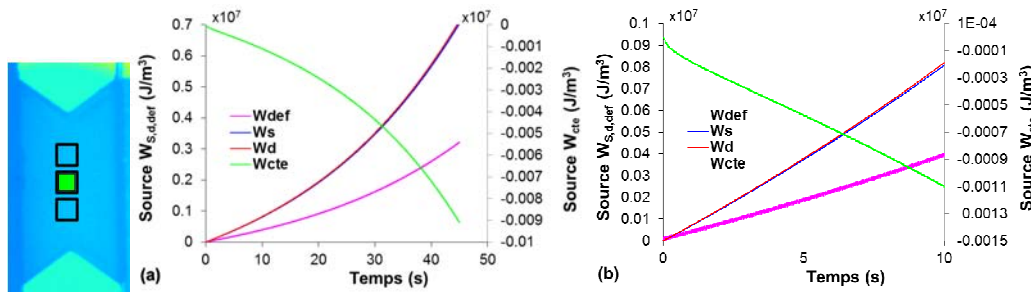 x10⁷
x10⁷
0.7
0.6
0.5
0.4
0.3
0.2
0.1
0
0
-0.001
-0.002
-0.003
-0.004
-0.005
-0.006
-0.007
-0.008
-0.009
-0.01
Source W_S,d,def (J/m³)
Source W_cte (J/m³)
Wdef
Ws
Wd
Wcte
0 10 20 30 40 50
Temps (s)
(a)
x10⁷
x10⁷
0.1
0.09
0.08
0.07
0.06
0.05
0.04
0.03
0.02
0.01
0
1E-04
-0.0001
-0.0003
-0.0005
-0.0007
-0.0009
-0.0011
-0.0013
-0.0015
Source W_S,d,def (J/m³)
Source W_cte (J/m³)
Wdef
Ws
Wd
Wcte
0 5 10
Temps (s)
(b)